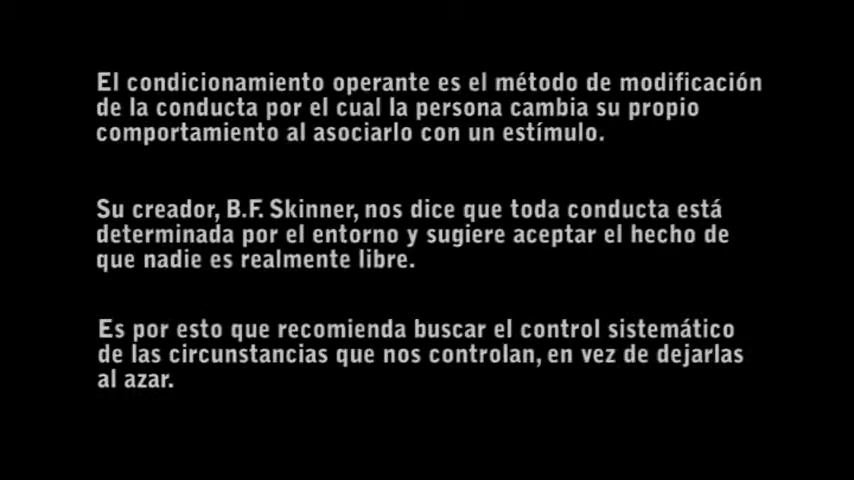 El condicionamiento operante es el método de modificación
de la conducta por el cual la persona cambia su propio
comportamiento al asociarlo con un estímulo.
Su creador, B.F. Skinner, nos dice que toda conducta está
determinada por el entorno y sugiere aceptar el hecho de
que nadie es realmente libre.
Es por esto que recomienda buscar el control sistemático
de las circunstancias que nos controlan, en vez de dejarlas
al azar.